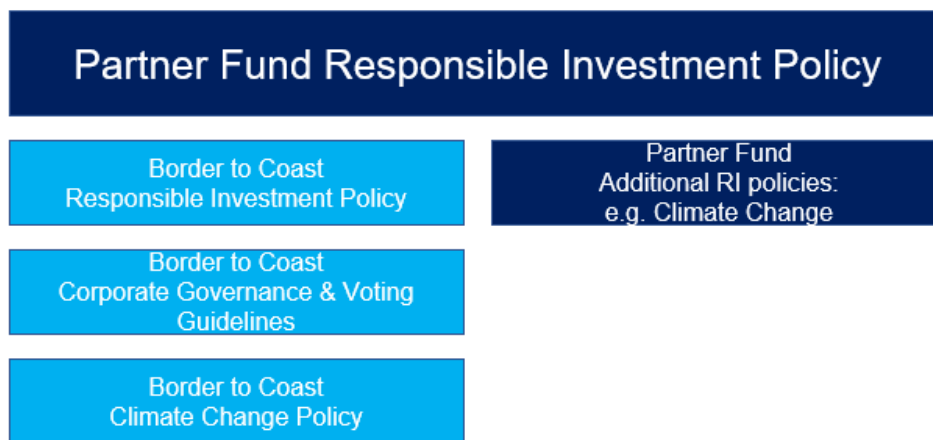 Partner Fund Responsible Investment Policy
Border to Coast
Responsible Investment Policy
Partner Fund
Additional RI policies:
e.g. Climate Change
Border to Coast
Corporate Governance & Voting
Guidelines
Border to Coast
Climate Change Policy